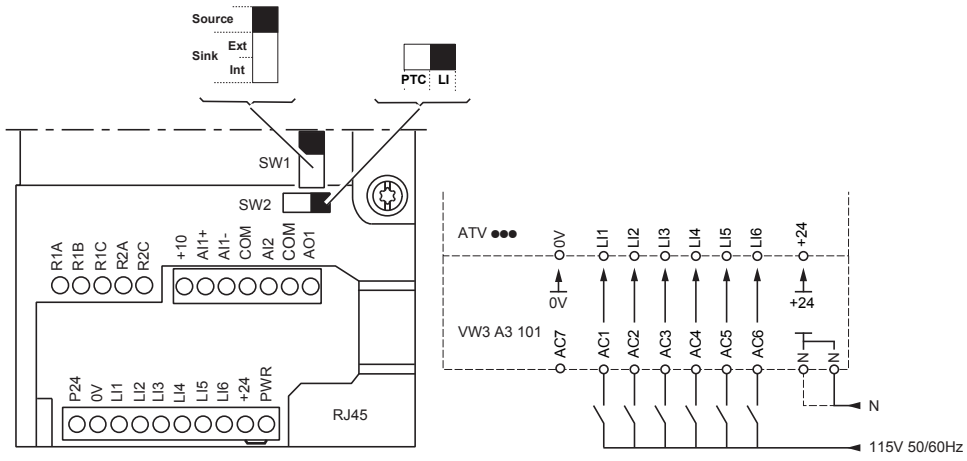 Source
Sink
Ext
Int
PTC LI
SW1
SW2
R1A
R1B
R1C
R2A
R2C
+10
AI1+
AI1-
COM
AI2
COM
AO1
P24
0V
LI1
LI2
LI3
LI4
LI5
LI6
+24
PWR
RJ45
ATV ●●●
0V
LI1
LI2
LI3
LI4
LI5
LI6
+24
0V
+24
VW3 A3 101
AC7
AC1
AC2
AC3
AC4
AC5
AC6
N
N
N
115V 50/60Hz